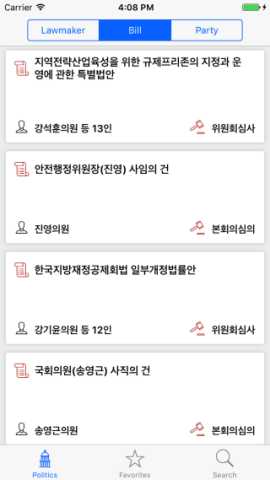 Carrier 4:08 PM
Lawmaker Bill Party
지역전략산업육성을 위한 규제프리존의 지정과 운
영에 관한 특별법안
강석훈의원 등 13인 위원회심사
안전행정위원장(진영) 사임의 건
진영의원 본회의심의
한국지방재정공제회법 일부개정법률안
강기윤의원 등 12인 위원회심사
국회의원(송영근) 사직의 건
송영근의원 본회의심의
Politics Favorites Search